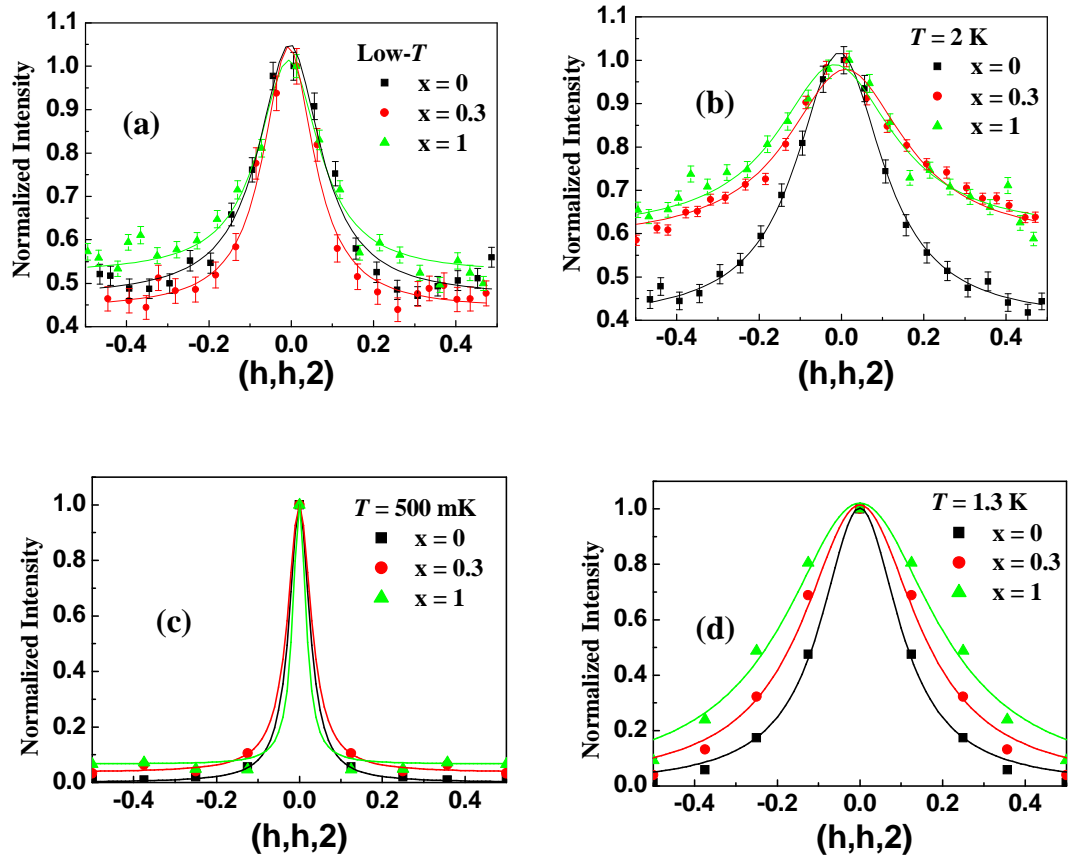 1.1
1.0
0.9
0.8
0.7
0.6
0.5
0.4
Normalized Intensity
(a)
Low-T
x = 0
x = 0.3
x = 1
-0.4 -0.2 0.0 0.2 0.4
(h,h,2)
1.1
1.0
0.9
0.8
0.7
0.6
0.5
0.4
Normalized Intensity
(b)
T = 2 K
x = 0
x = 0.3
x = 1
-0.4 -0.2 0.0 0.2 0.4
(h,h,2)
1.0
0.8
0.6
0.4
0.2
0.0
Normalized Intensity
(c)
T = 500 mK
x = 0
x = 0.3
x = 1
-0.4 -0.2 0.0 0.2 0.4
(h,h,2)
1.0
0.8
0.6
0.4
0.2
0.0
Normalized Intensity
(d)
T = 1.3 K
x = 0
x = 0.3
x = 1
-0.4 -0.2 0.0 0.2 0.4
(h,h,2)